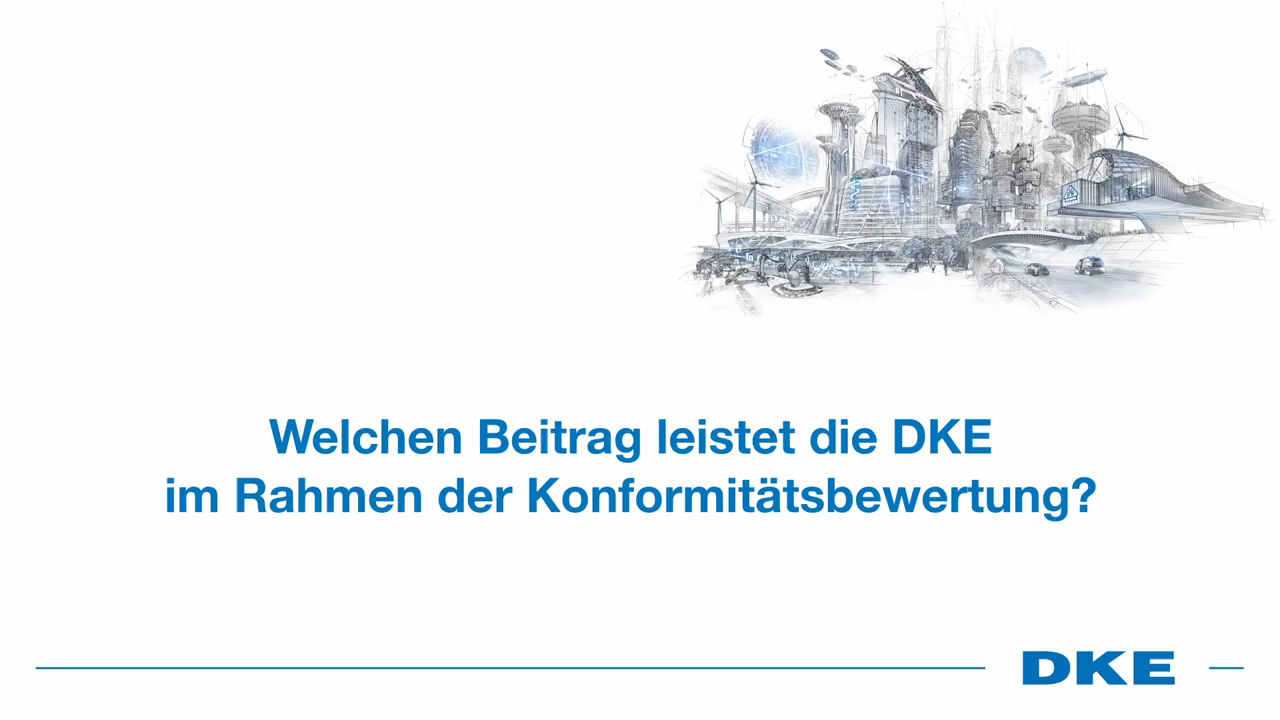 Welchen Beitrag leistet die DKE
im Rahmen der Konformitätsbewertung?
DKE